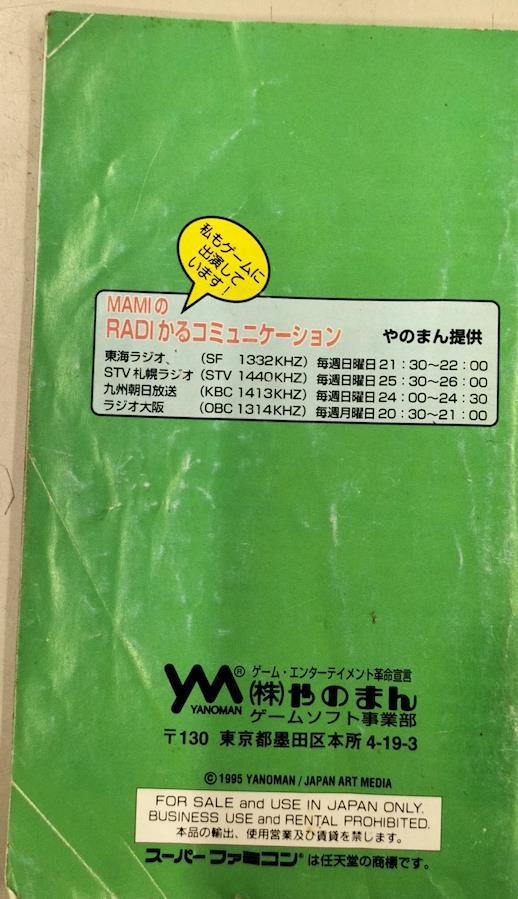 私もゲームに
出演して
います!
MAMIの
RADIかるコミュニケーション やのまん提供
東海ラジオ、 (SF 1332KHZ) 毎週日曜日21:30〜22:00
STV札幌ラジオ (STV 1440KHZ) 毎週日曜日25:30〜26:00
九州朝日放送 (KBC 1413KHZ) 毎週日曜日24:00〜24:30
ラジオ大阪 (OBC 1314KHZ) 毎週月曜日20:30〜21:00
YM® ゲーム・エンターテイメント革命宣言
YANOMAN (株)やのまん
ゲームソフト事業部
〒130 東京都墨田区本所4-19-3
©1995 YANOMAN / JAPAN ART MEDIA
FOR SALE and USE IN JAPAN ONLY.
BUSINESS USE and RENTAL PROHIBITED.
本品の輸出、使用営業及び賃貸を禁じます。
スーパーファミコン®は任天堂の商標です。